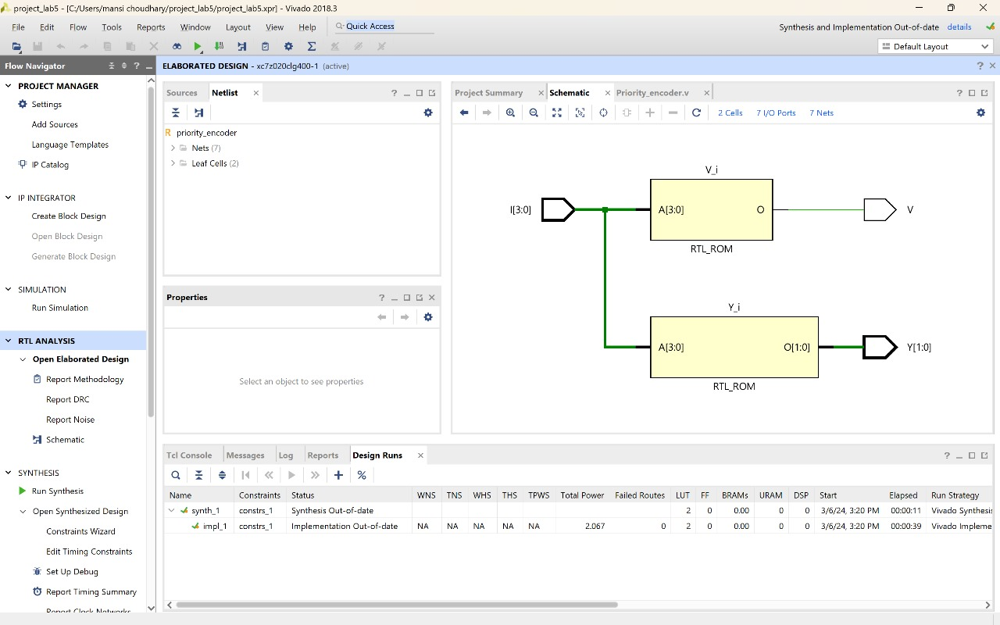 project_lab5 - [C:/Users/mansi choudhary/project_lab5/project_lab5.xpr] - Vivado 2018.3
File Edit Flow Tools Reports Window Layout View Help Quick Access
Synthesis and Implementation Out-of-date details
Default Layout
Flow Navigator
ELABORATED DESIGN - xc7z020clg400-1 (active)
PROJECT MANAGER
Settings
Add Sources
Language Templates
IP Catalog
IP INTEGRATOR
Create Block Design
Open Block Design
Generate Block Design
SIMULATION
Run Simulation
RTL ANALYSIS
Open Elaborated Design
Report Methodology
Report DRC
Report Noise
Schematic
SYNTHESIS
Run Synthesis
Open Synthesized Design
Constraints Wizard
Edit Timing Constraints
Set Up Debug
Report Timing Summary
Report Clock Networks
Sources Netlist
R priority_encoder
Nets (7)
Leaf Cells (2)
Properties
Select an object to see properties
Project Summary Schematic Priority_encoder.v
2 Cells 7 I/O Ports 7 Nets
V_i
I[3:0] A[3:0] O V
RTL_ROM
Y_i
A[3:0] O[1:0] Y[1:0]
RTL_ROM
Tcl Console Messages Log Reports Design Runs
Name Constraints Status WNS TNS WHS THS TPWS Total Power Failed Routes LUT FF BRAMs URAM DSP Start Elapsed Run Strategy
synth_1 constrs_1 Synthesis Out-of-date 2 0 0.00 0 0 3/6/24, 3:20 PM 00:00:11 Vivado Synthesis
impl_1 constrs_1 Implementation Out-of-date NA NA NA NA NA 2.067 0 2 0 0.00 0 0 3/6/24, 3:20 PM 00:00:39 Vivado Impleme